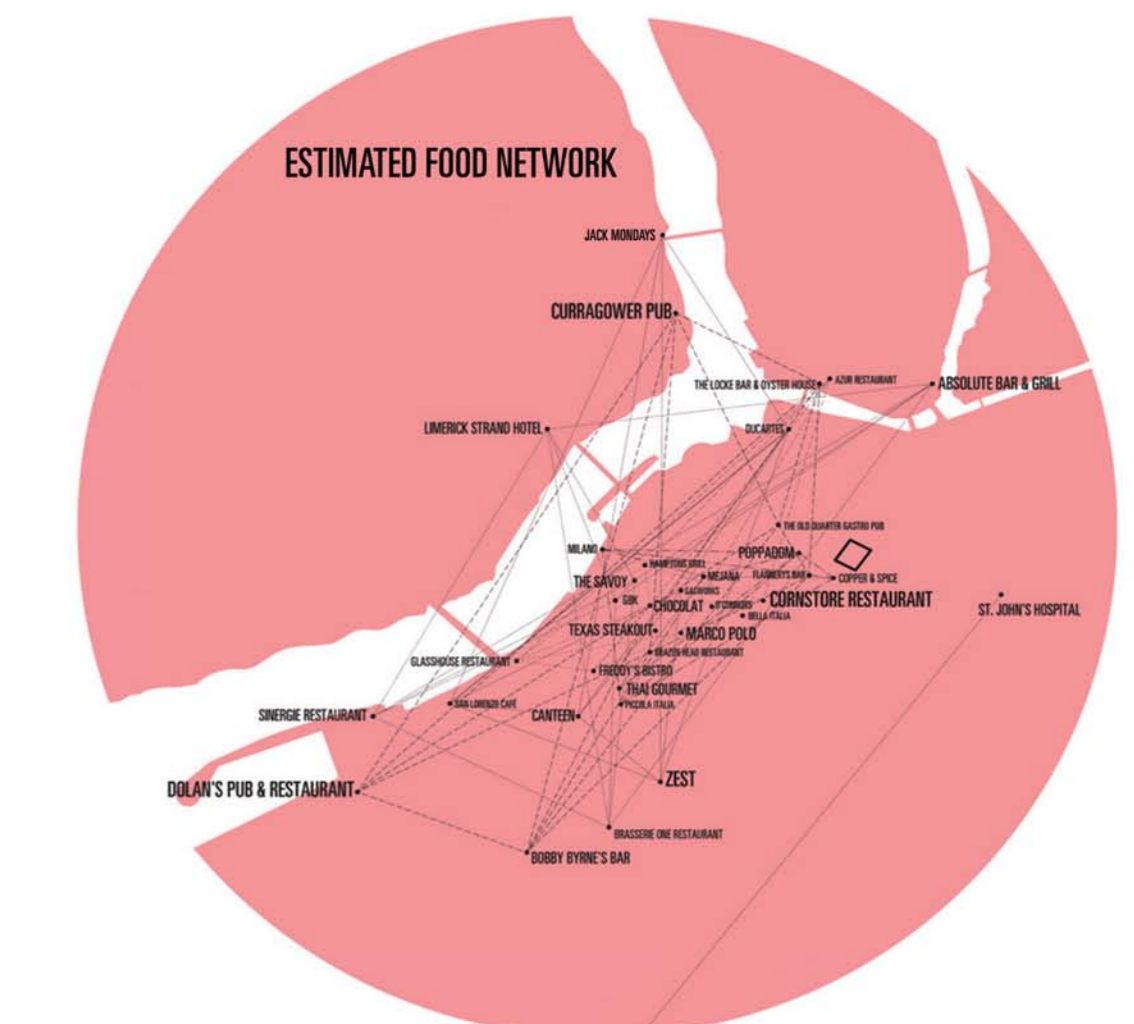 ESTIMATED FOOD NETWORK
JACK MONDAYS
CURRAGOWER PUB
THE LOCKE BAR & OYSTER HOUSE
AZUR RESTAURANT
ABSOLUTE BAR & GRILL
LIMERICK STRAND HOTEL
DUCARTES
THE OLD QUARTER GASTRO PUB
MILANO
POPPADOM
HAMPTONS GRILL
THE SAVOY
MEJANA
FLANNERYS BAR
COPPER & SPICE
GASWORKS
GBK
CHOCOLAT
O'CONNORS
CORNSTORE RESTAURANT
ST. JOHN'S HOSPITAL
BELLA ITALIA
TEXAS STEAKOUT
MARCO POLO
BRAZEN HEAD RESTAURANT
GLASSHOUSE RESTAURANT
FREDDY'S BISTRO
THAI GOURMET
SAN LORENZO CAFÉ
PICCOLA ITALIA
SINERGIE RESTAURANT
CANTEEN
ZEST
DOLAN'S PUB & RESTAURANT
BRASSERIE ONE RESTAURANT
BOBBY BYRNE'S BAR